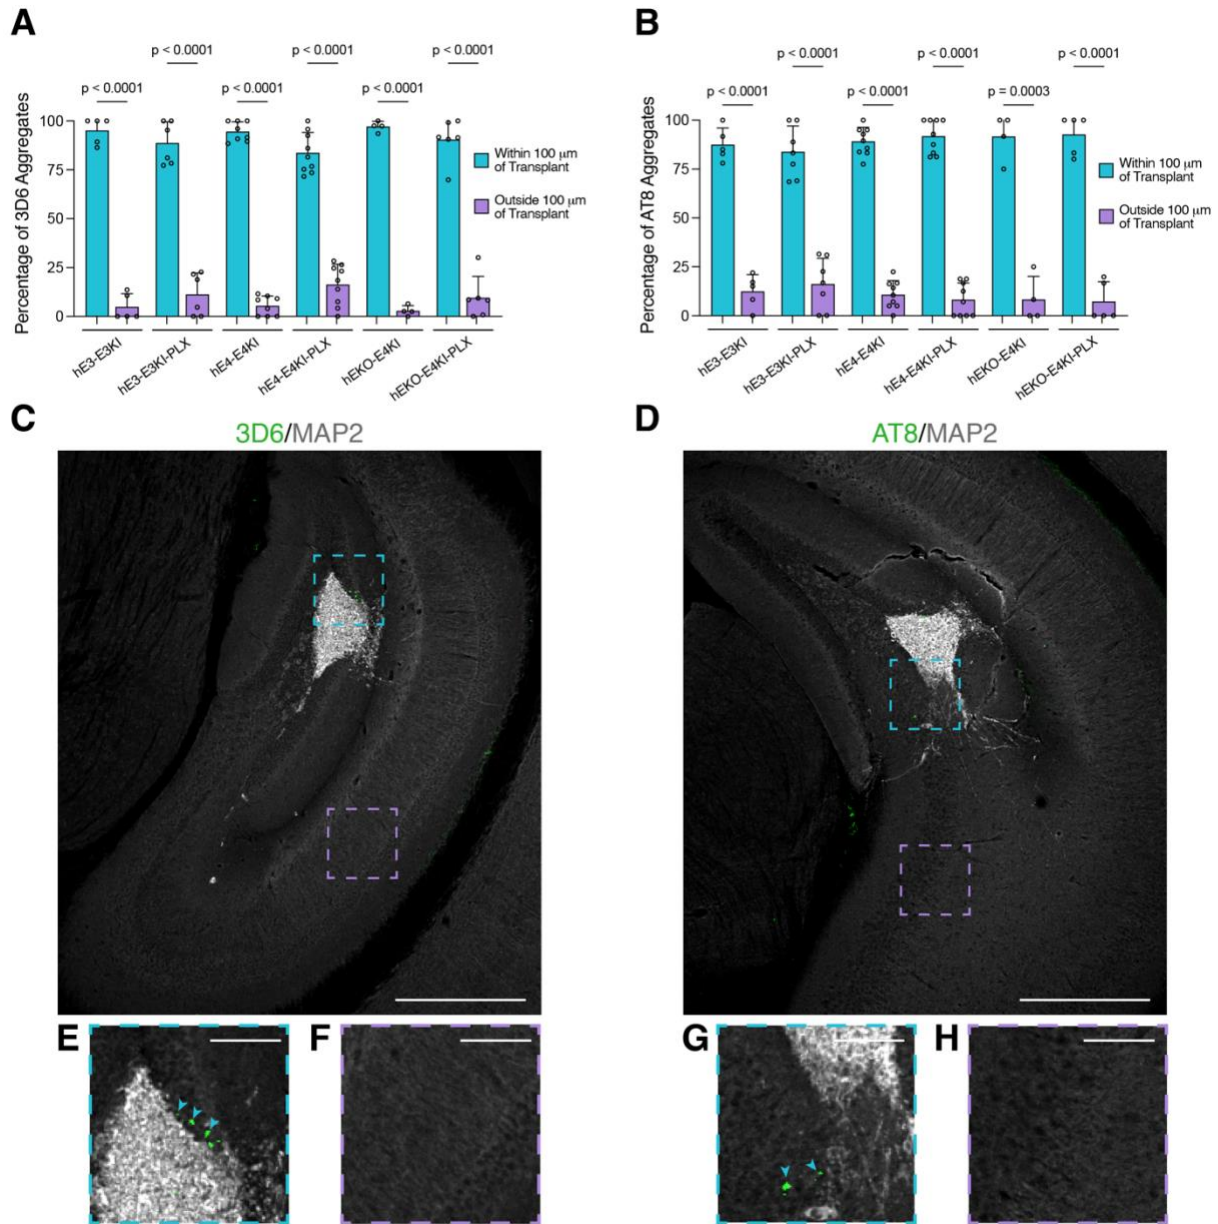 A
p < 0.0001 p < 0.0001 p < 0.0001
p < 0.0001 p < 0.0001 p < 0.0001
Percentage of 3D6 Aggregates
100
75
50
25
0
Within 100 μm
of Transplant
Outside 100 μm
of Transplant
hE3-E3KI
hE3-E3KI-PLX
hE4-E4KI
hE4-E4KI-PLX
hEKO-E4KI
hEKO-E4KI-PLX
B
p < 0.0001 p < 0.0001 p < 0.0001
p < 0.0001 p < 0.0001 p = 0.0003
Percentage of AT8 Aggregates
100
75
50
25
0
Within 100 μm
of Transplant
Outside 100 μm
of Transplant
hE3-E3KI
hE3-E3KI-PLX
hE4-E4KI
hE4-E4KI-PLX
hEKO-E4KI
hEKO-E4KI-PLX
C
3D6/MAP2
D
AT8/MAP2
E
F
G
H